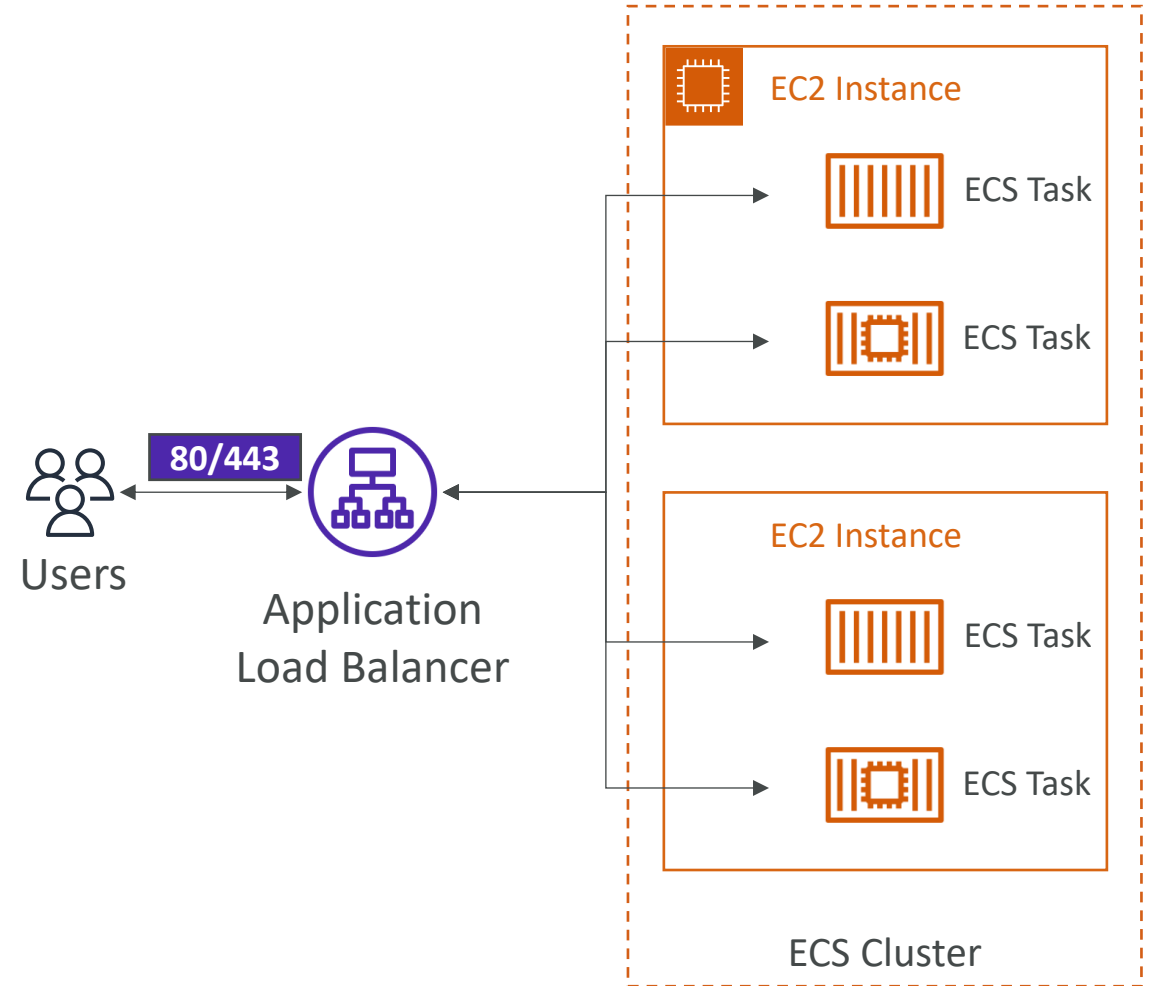 EC2 Instance
ECS Task
ECS Task
80/443
Users
Application
Load Balancer
EC2 Instance
ECS Task
ECS Task
ECS Cluster